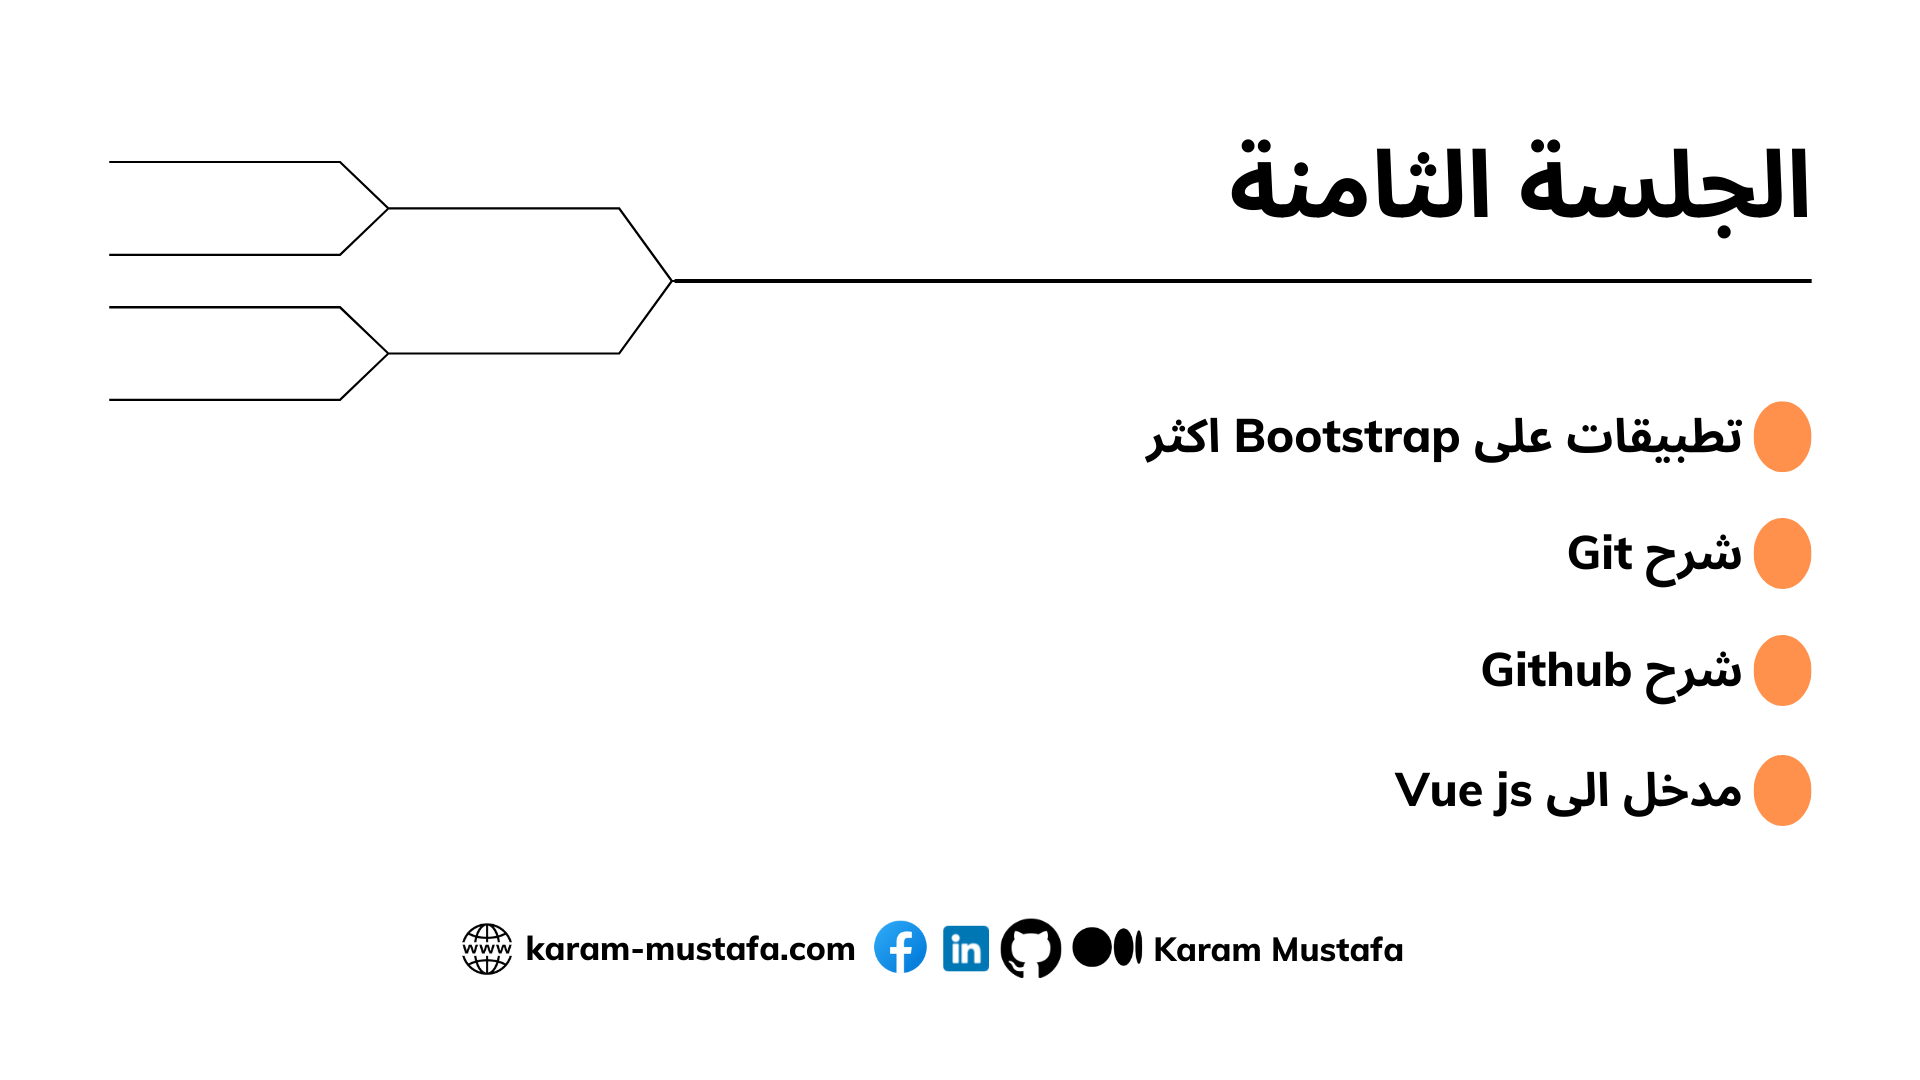 الجلسة الثامنة
تطبيقات على Bootstrap اكثر
شرح Git
شرح Github
مدخل الى Vue js
www karam-mustafa.com in Karam Mustafa